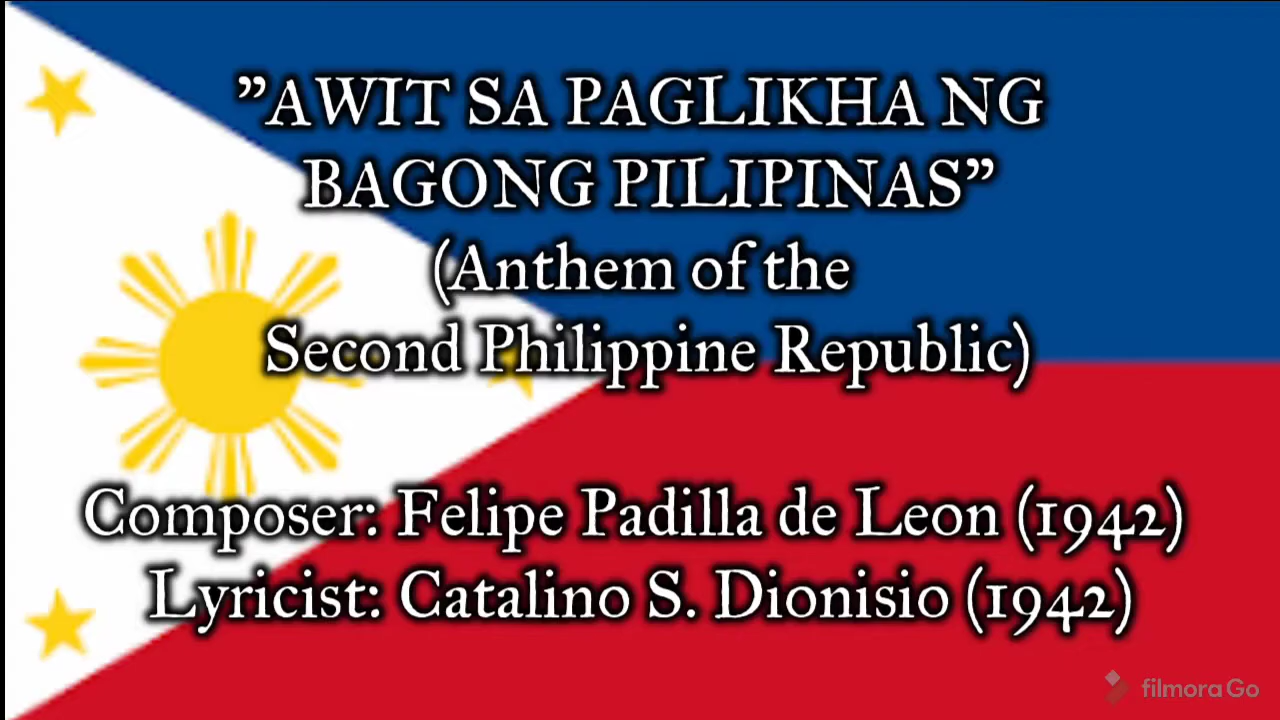 ”AWIT SA PAGLIKHA NG
BAGONG PILIPINAS”
(Anthem of the
Second Philippine Republic)
Composer: Felipe Padilla de Leon (1942)
Lyricist: Catalino S. Dionisio (1942)
filmoraGo